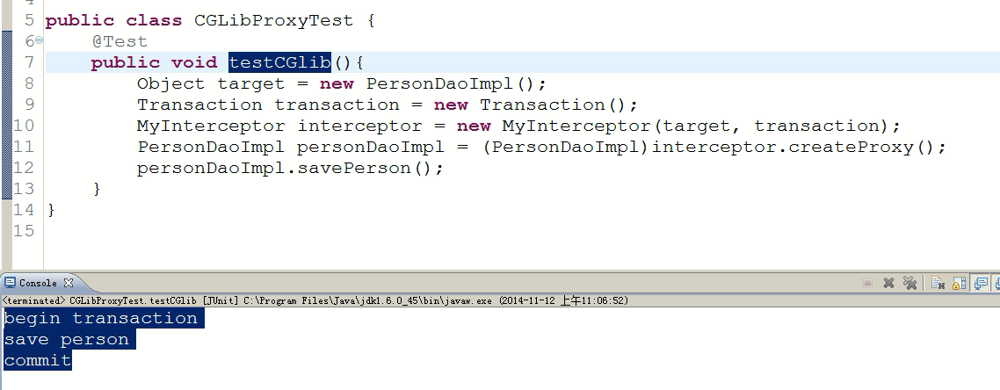 5 public class CGLibProxyTest {
6 @Test
7 public void testCGlib(){
8 Object target = new PersonDaoImpl();
9 Transaction transaction = new Transaction();
10 MyInterceptor interceptor = new MyInterceptor(target, transaction);
11 PersonDaoImpl personDaoImpl = (PersonDaoImpl)interceptor.createProxy();
12 personDaoImpl.savePerson();
13 }
14 }
15
Console
<terminated> CGLibProxyTest.testCGlib [JUnit] C:\Program Files\Java\jdk1.6.0_45\bin\javaw.exe (2014-11-12 上午11:06:52)
begin transaction
save person
commit